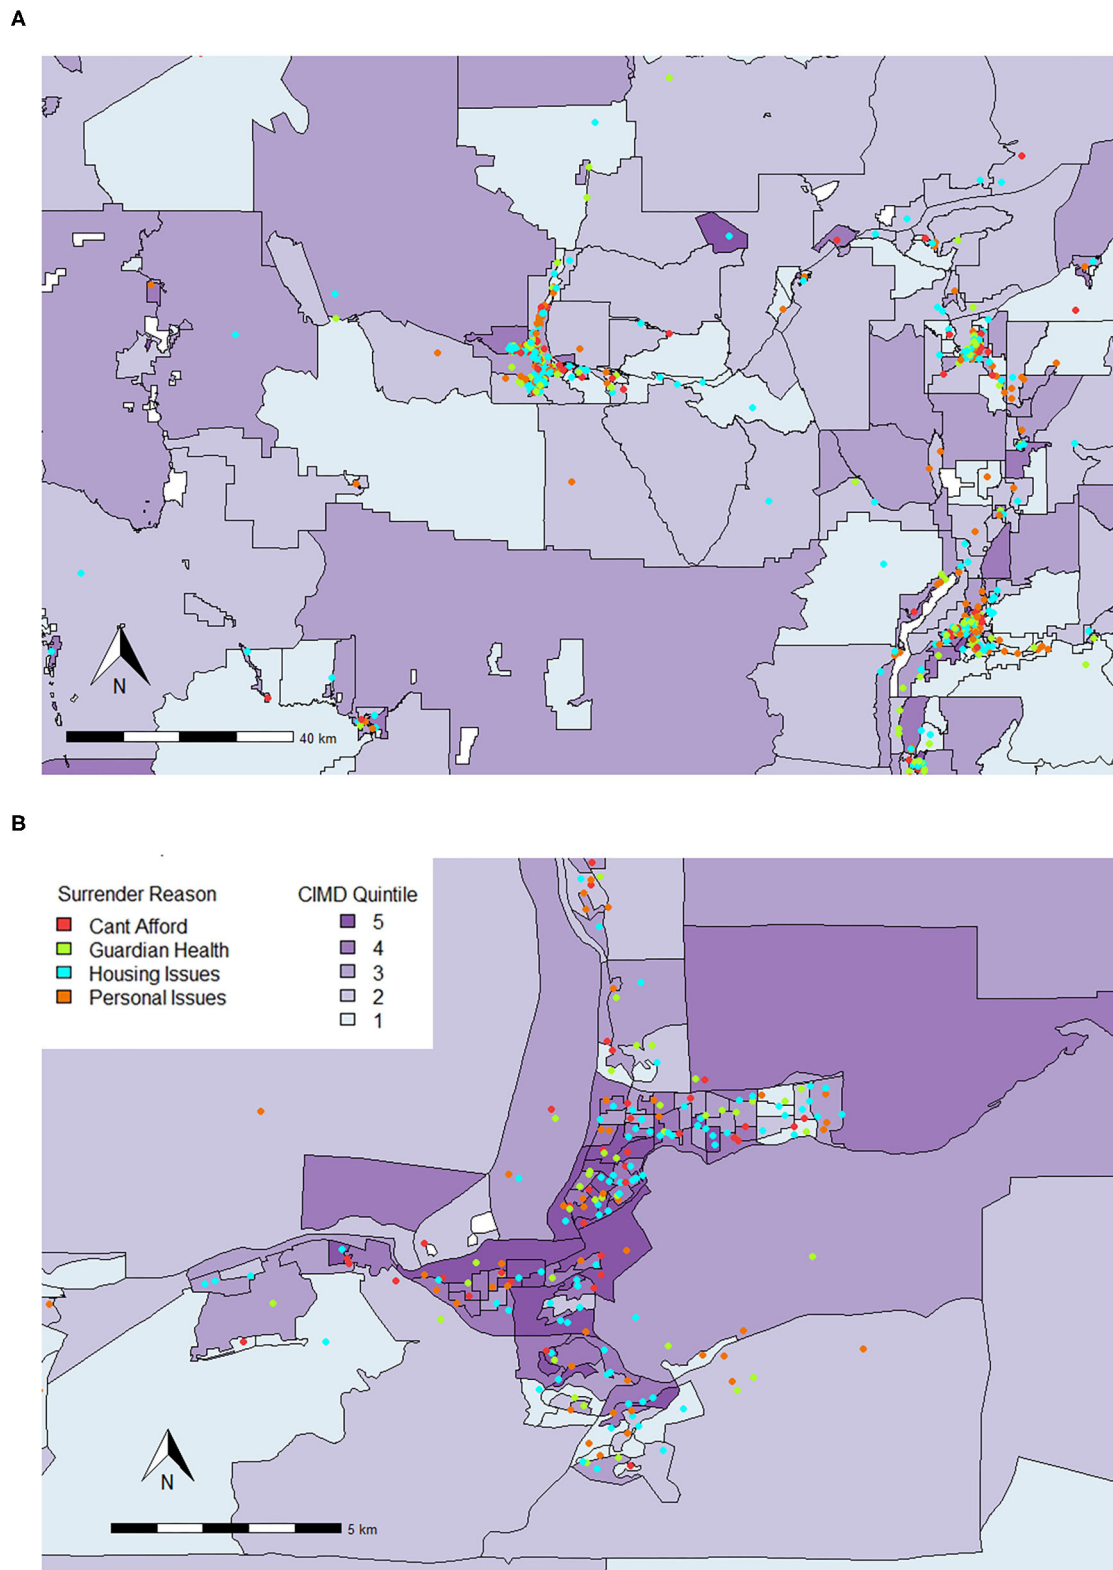 A
N
40 km
B
Surrender Reason
Cant Afford
Guardian Health
Housing Issues
Personal Issues
CIMD Quintile
5
4
3
2
1
N
5 km